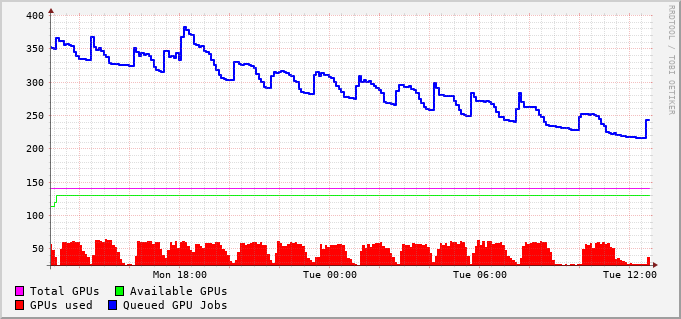 400
350
300
250
200
150
100
50
Mon 18:00 Tue 00:00 Tue 06:00 Tue 12:00
Total GPUs Available GPUs
GPUs used Queued GPU Jobs
RRDTOOL / TOBI OETIKER